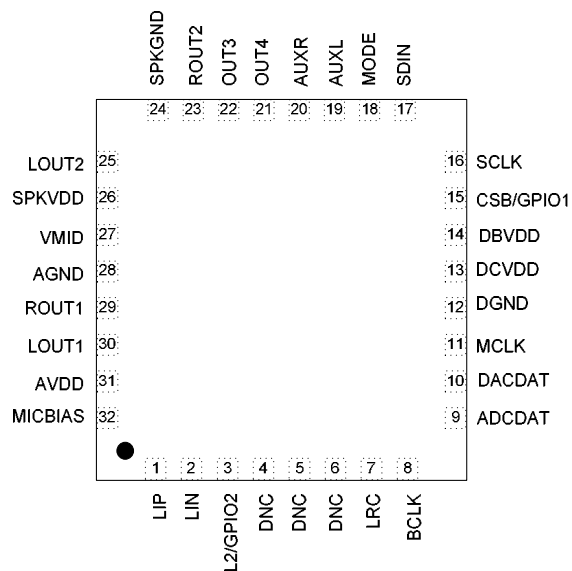 SPKGND
ROUT2
OUT3
OUT4
AUXR
AUXL
MODE
SDIN
24
23
22
21
20
19
18
17
LOUT2 25
SPKVDD 26
VMID 27
AGND 28
ROUT1 29
LOUT1 30
AVDD 31
MICBIAS 32
16 SCLK
15 CSB/GPIO1
14 DBVDD
13 DCVDD
12 DGND
11 MCLK
10 DACDAT
9 ADCDAT
1
2
3
4
5
6
7
8
LIP
LIN
L2/GPIO2
DNC
DNC
DNC
LRC
BCLK